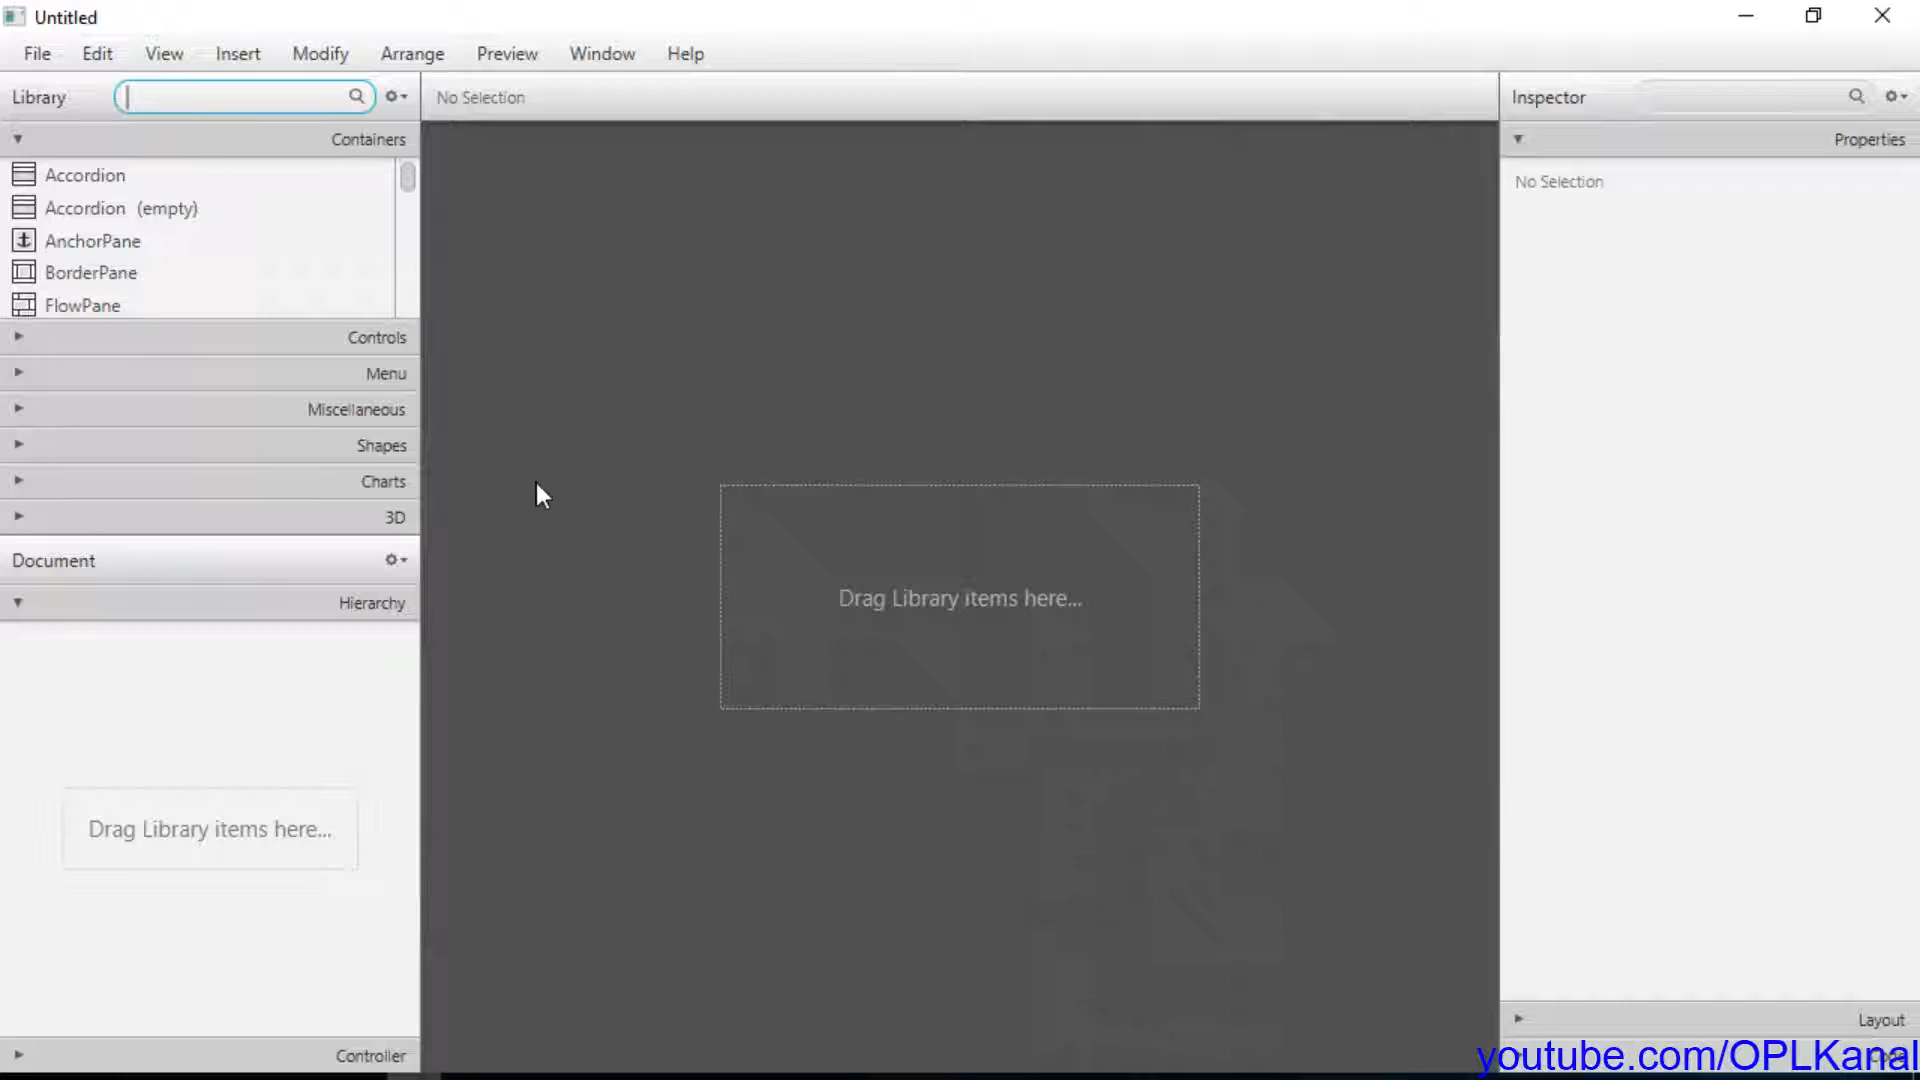 Untitled
File Edit View Insert Modify Arrange Preview Window Help
Library
No Selection
Inspector
Containers
Properties
Accordion
No Selection
Accordion (empty)
AnchorPane
BorderPane
FlowPane
Controls
Menu
Miscellaneous
Shapes
Charts
3D
Document
Hierarchy
Drag Library items here...
Drag Library items here...
Layout
Controller
youtube.com/OPLKanal